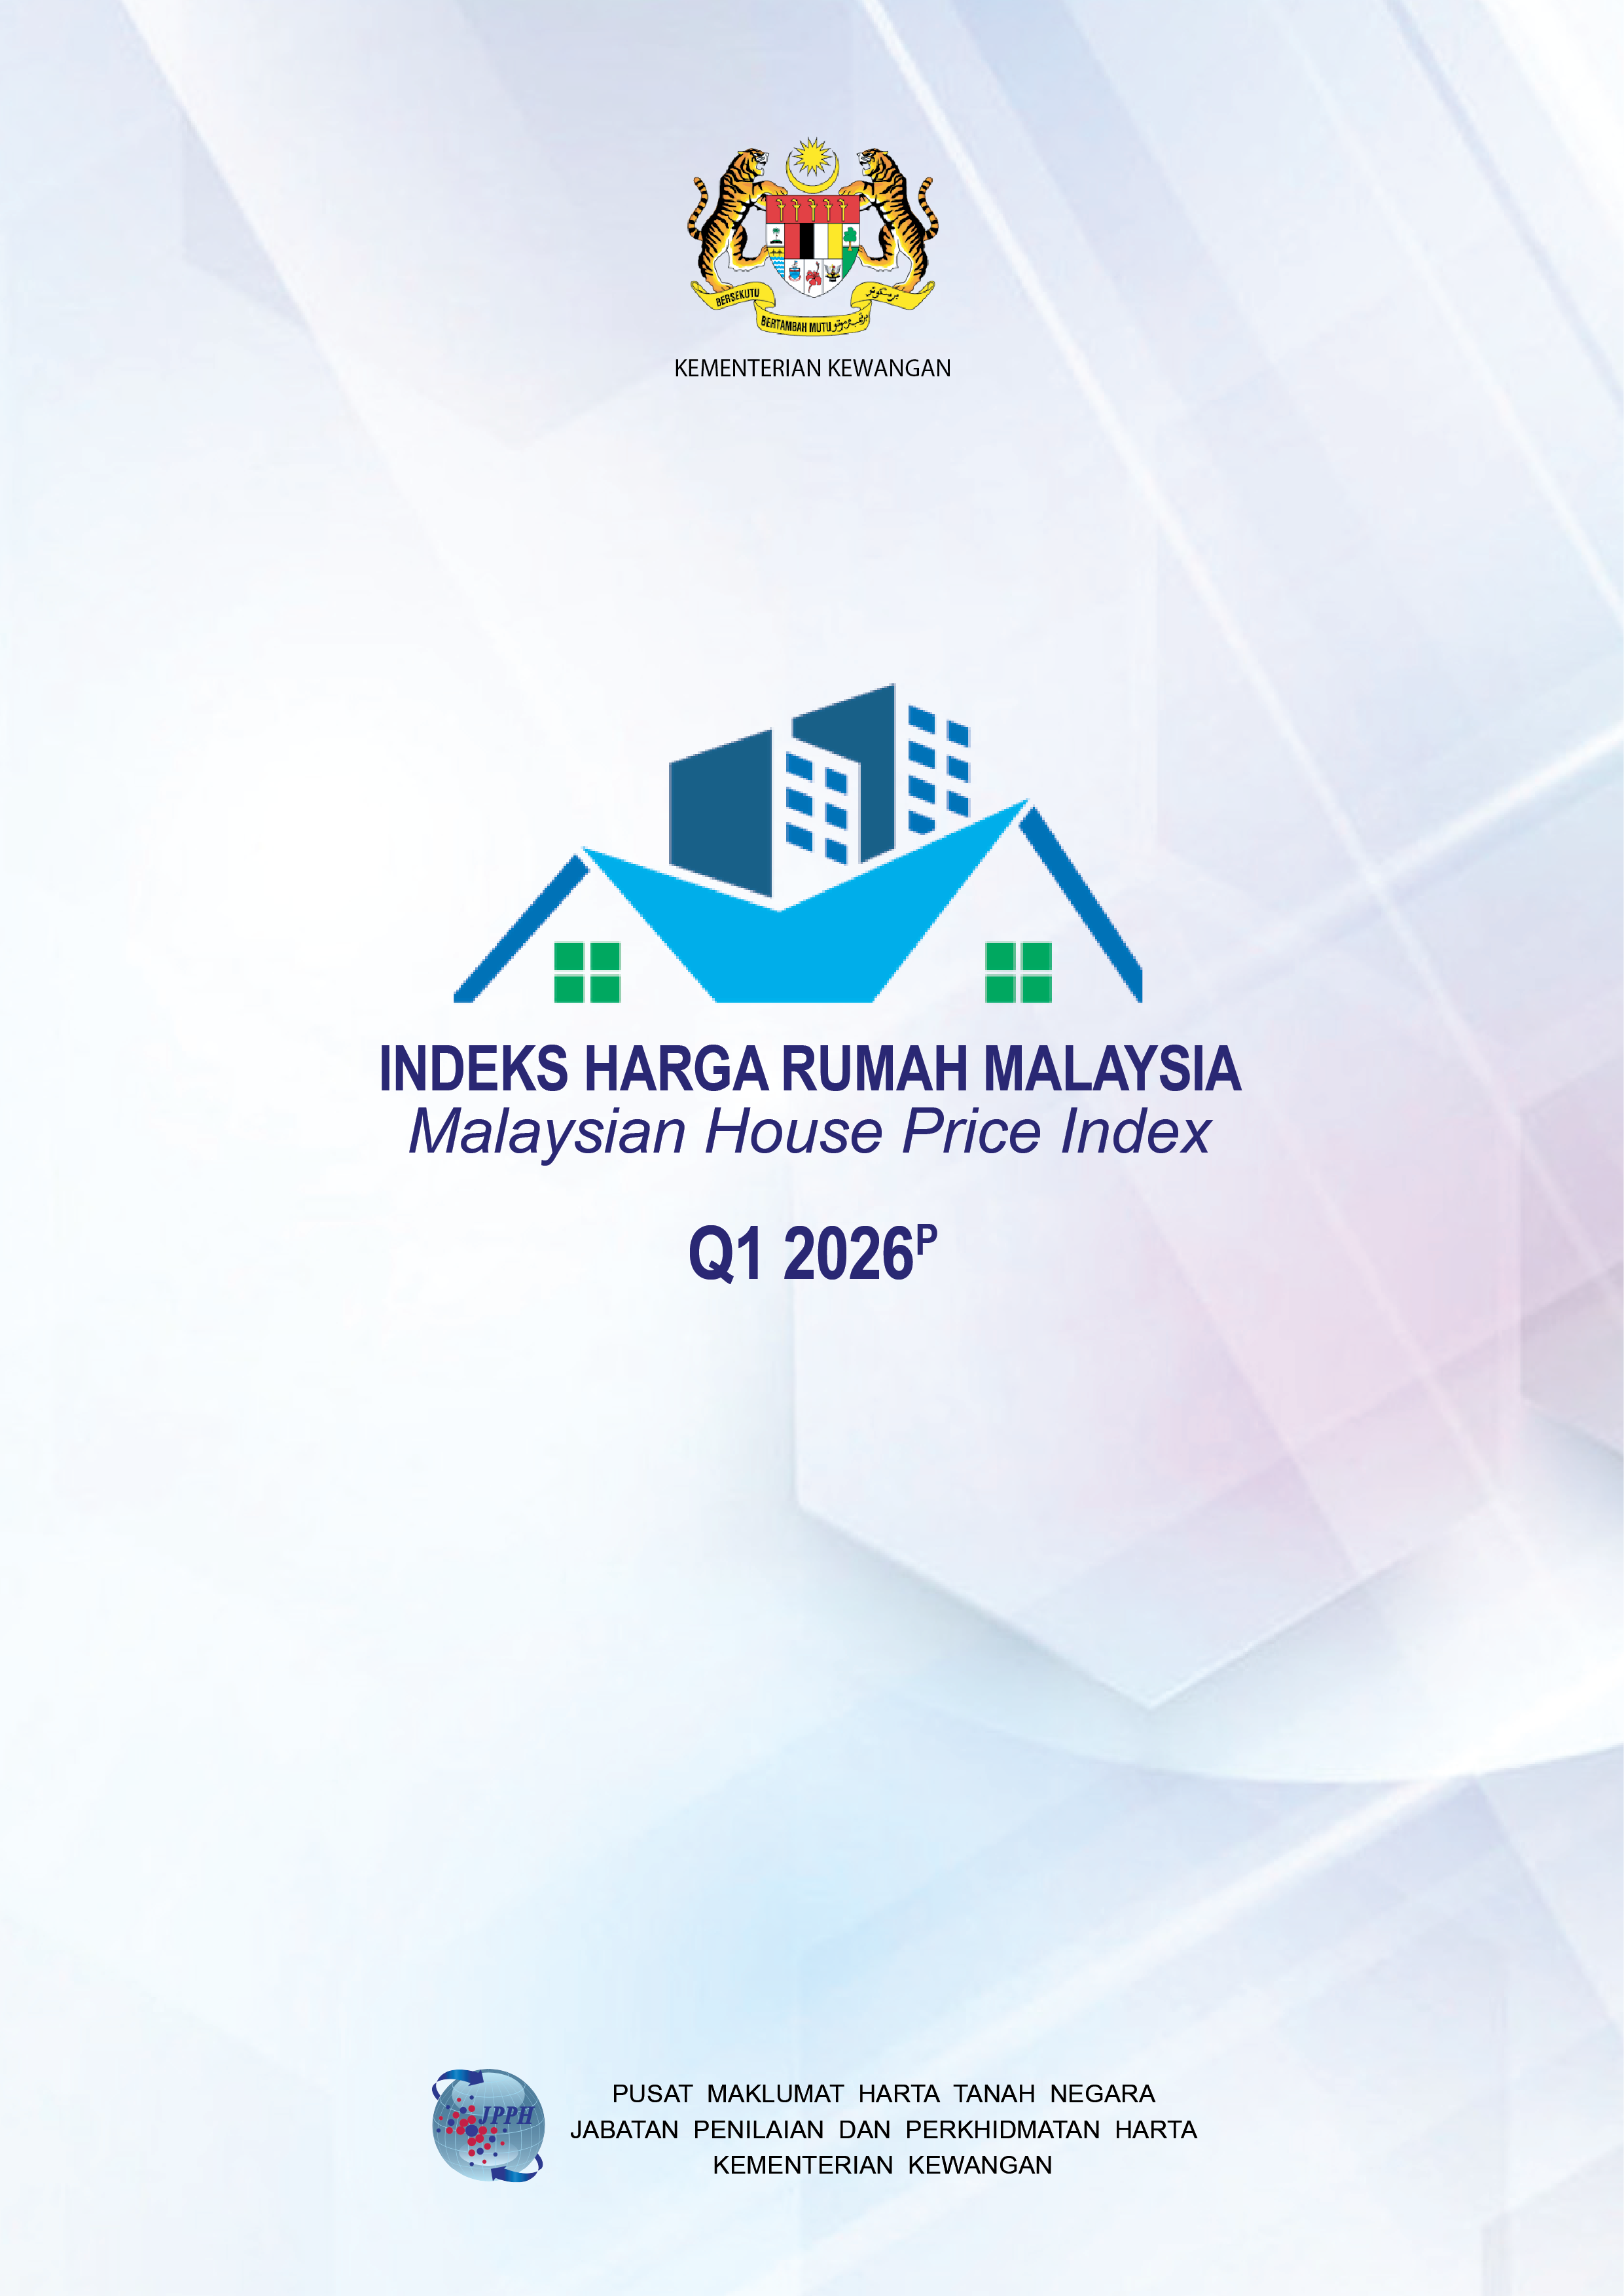 BERSEKUTU
BERTAMBAH MUTU
KEMENTERIAN KEWANGAN
INDEKS HARGA RUMAH MALAYSIA
Malaysian House Price Index
Q1 2026ᴾ
JPPH
PUSAT MAKLUMAT HARTA TANAH NEGARA
JABATAN PENILAIAN DAN PERKHIDMATAN HARTA
KEMENTERIAN KEWANGAN